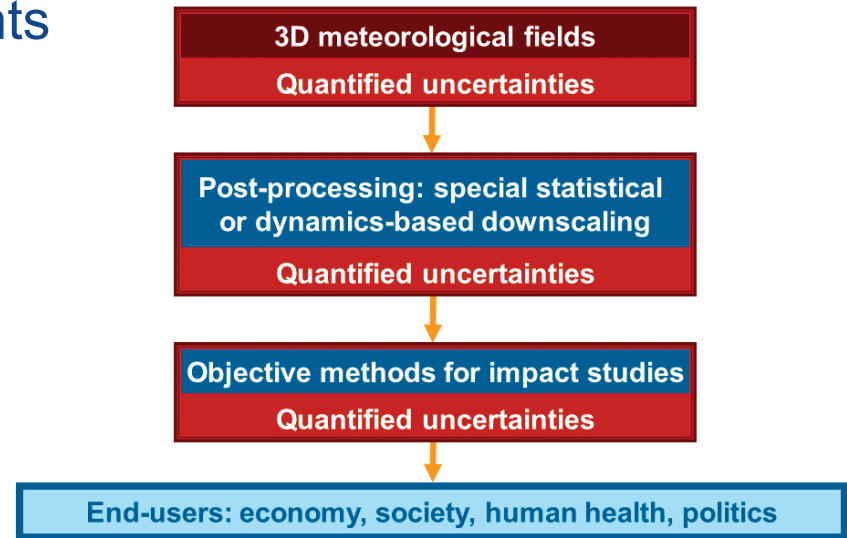 nts
3D meteorological fields
Quantified uncertainties
Post-processing: special statistical
or dynamics-based downscaling
Quantified uncertainties
Objective methods for impact studies
Quantified uncertainties
End-users: economy, society, human health, politics